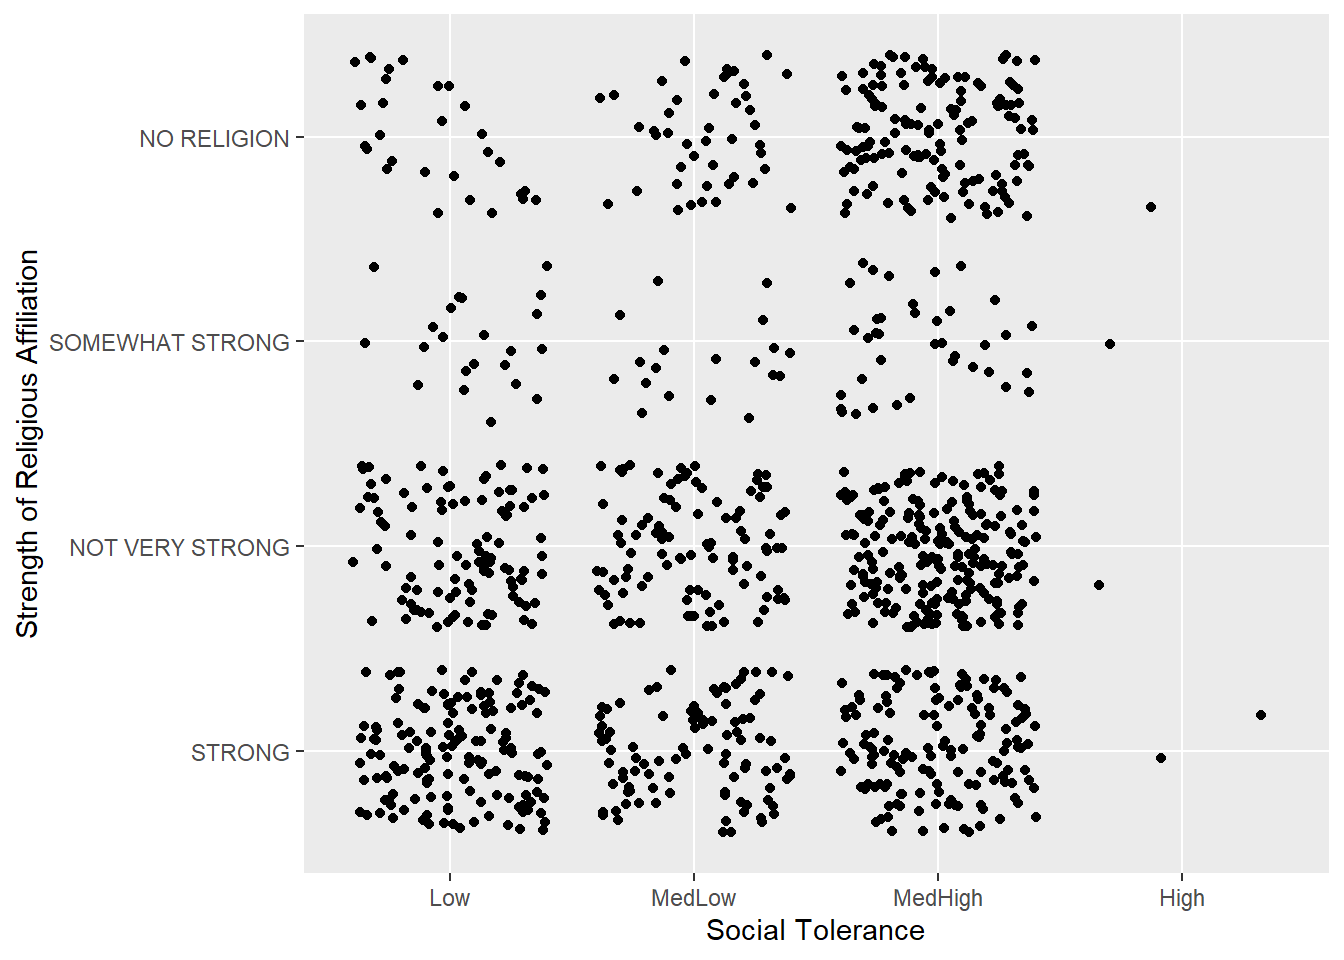 NO RELIGION
SOMEWHAT STRONG
NOT VERY STRONG
STRONG
Strength of Religious Affiliation
Low MedLow MedHigh High
Social Tolerance